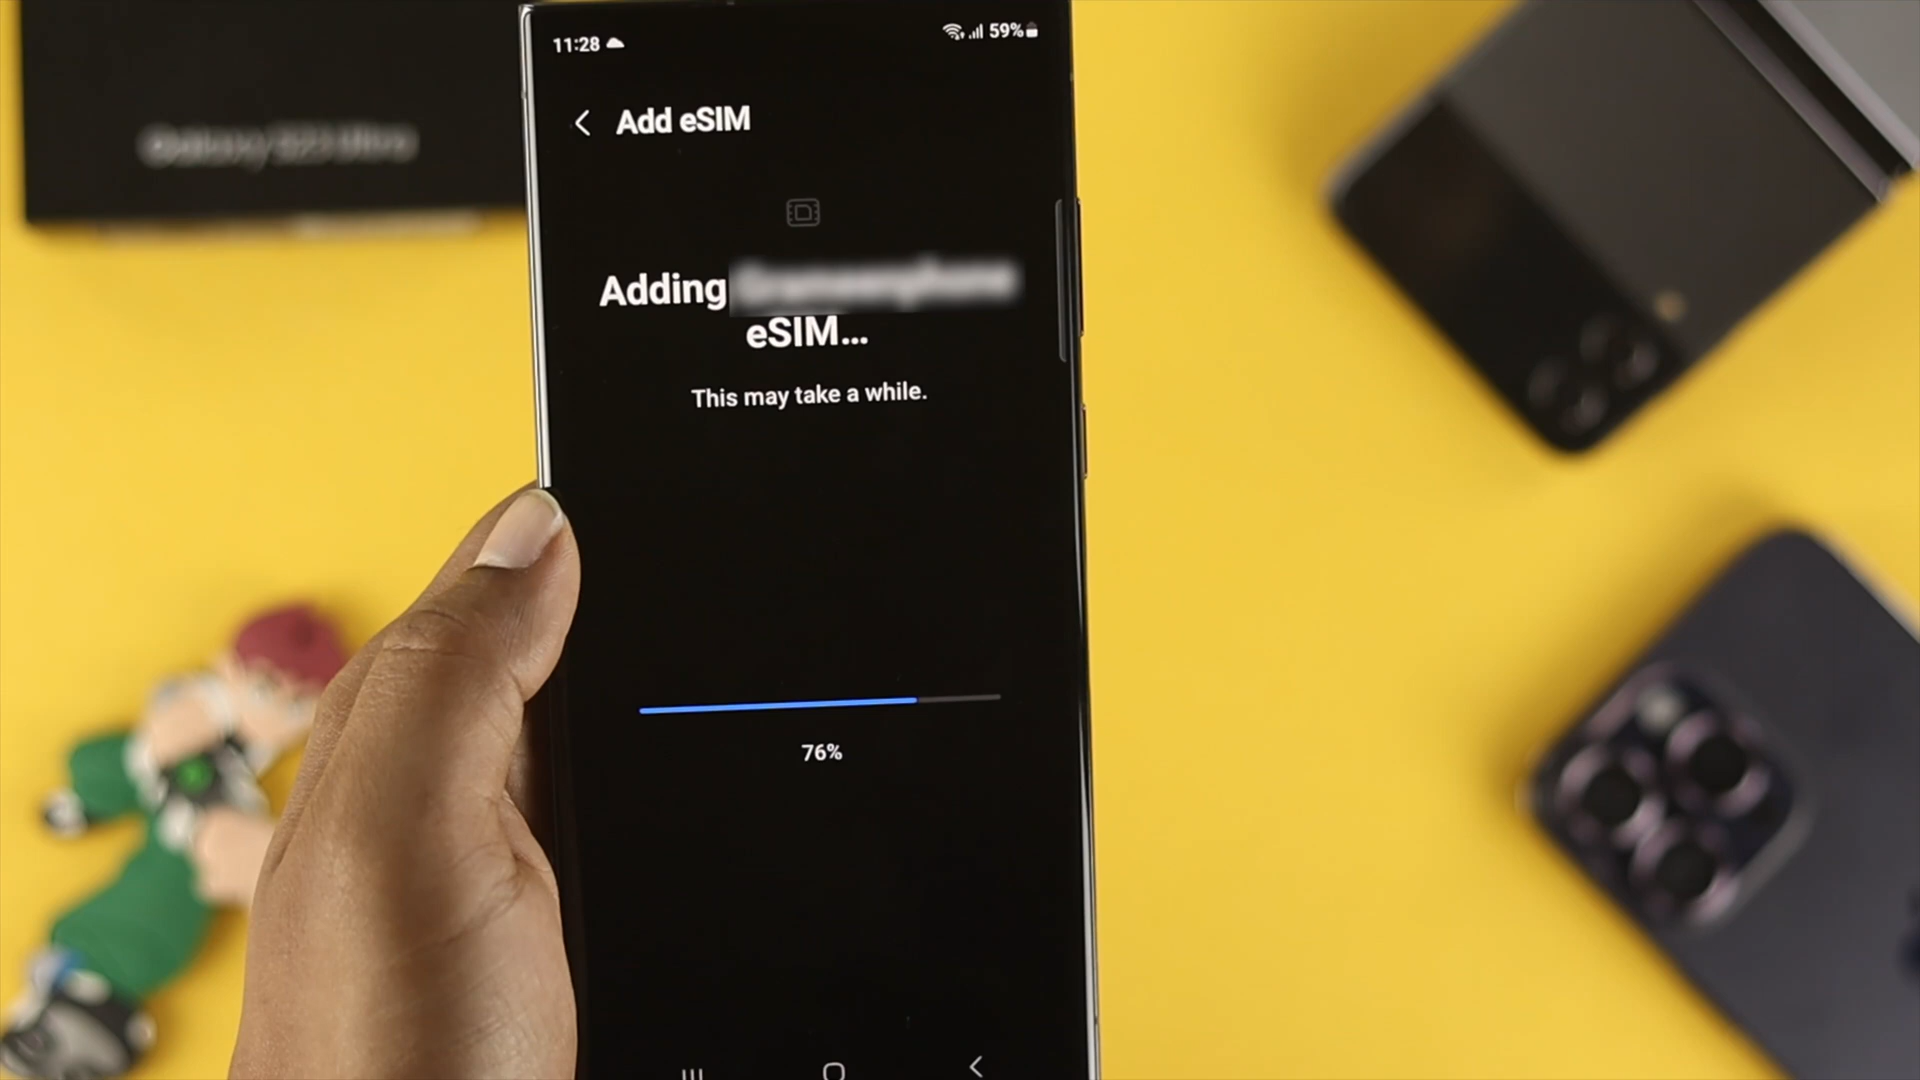 11:28
59%
Add eSIM
Adding
eSIM...
This may take a while.
76%